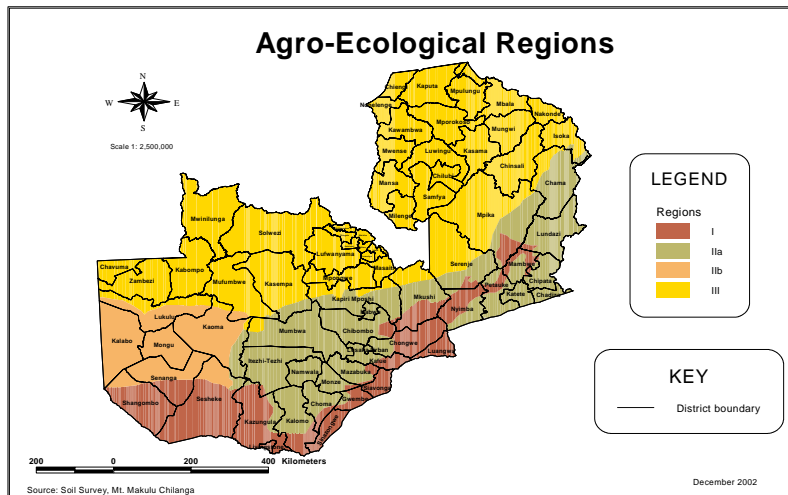 Agro-Ecological Regions
N
W E
S
Scale 1: 2,500,000
Chiengi
Kaputa
Mpulungu
Nchelenge
Mbala
Nakonde
Kawambwa
Mporokoso
Mungwi
Isoka
Mwense
Luwingu
Kasama
Chinsali
Mansa
Chilubi
Samfya
Chama
Milenge
Mpika
Mwinilunga
Solwezi
Lundazi
Lufwanyama
Chavuma
Zambezi
Kabompo
Mufumbwe
Kasempa
Mpongwe
Masaiti
Serenje
Mambwe
Lukulu
Kaoma
Kapiri Mposhi
Mkushi
Petauke
Chipata
Katete
Chadiza
Nyimba
Kalabo
Mongu
Mumbwa
Chibombo
Chongwe
Luangwa
Itezhi-Tezhi
Kafue
Senanga
Namwala
Mazabuka
Monze
Siavonga
Shangombo
Sesheke
Choma
Gwembe
Kazungula
Kalomo
Sinazongwe
LEGEND
Regions
I
IIa
IIb
III
KEY
District boundary
200 0 200 400 Kilometers
Source: Soil Survey, Mt. Makulu Chilanga
December 2002